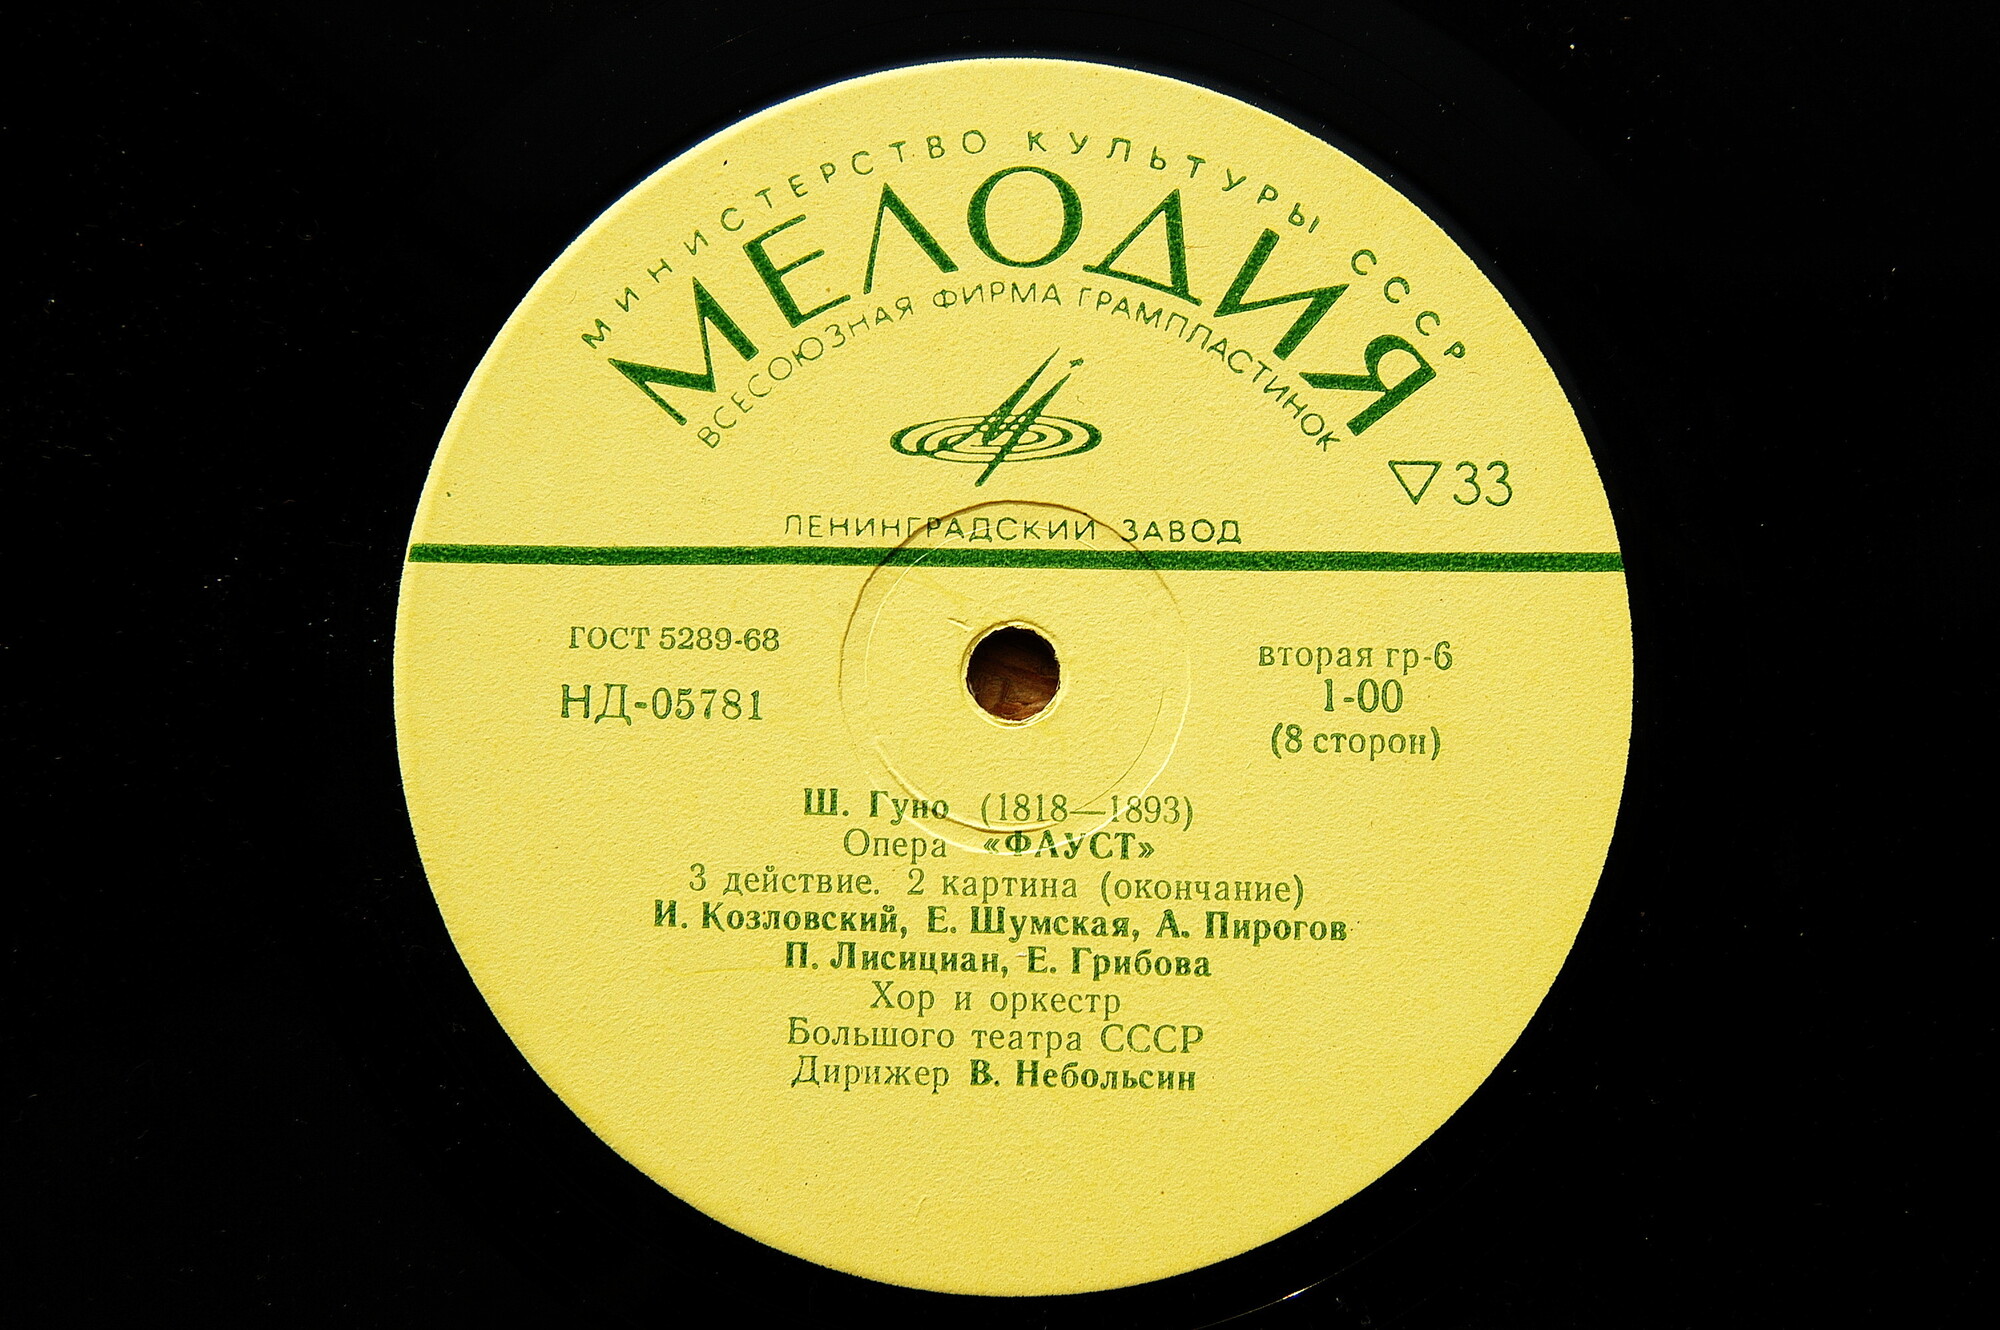 МИНИСТЕРСТВО КУЛЬТУРЫ СССР
МЕЛОДИЯ
ВСЕСОЮЗНАЯ ФИРМА ГРАМПЛАСТИНОК
▽33
ЛЕНИНГРАДСКИЙ ЗАВОД
ГОСТ 5289-68
НД-05781
вторая гр-6
1-00
(8 сторон)
Ш. Гуно (1818—1893)
Опера «ФАУСТ»
3 действие. 2 картина (окончание)
И. Козловский, Е. Шумская, А. Пирогов
П. Лисициан, Е. Грибова
Хор и оркестр
Большого театра СССР
Дирижер В. Небольсин